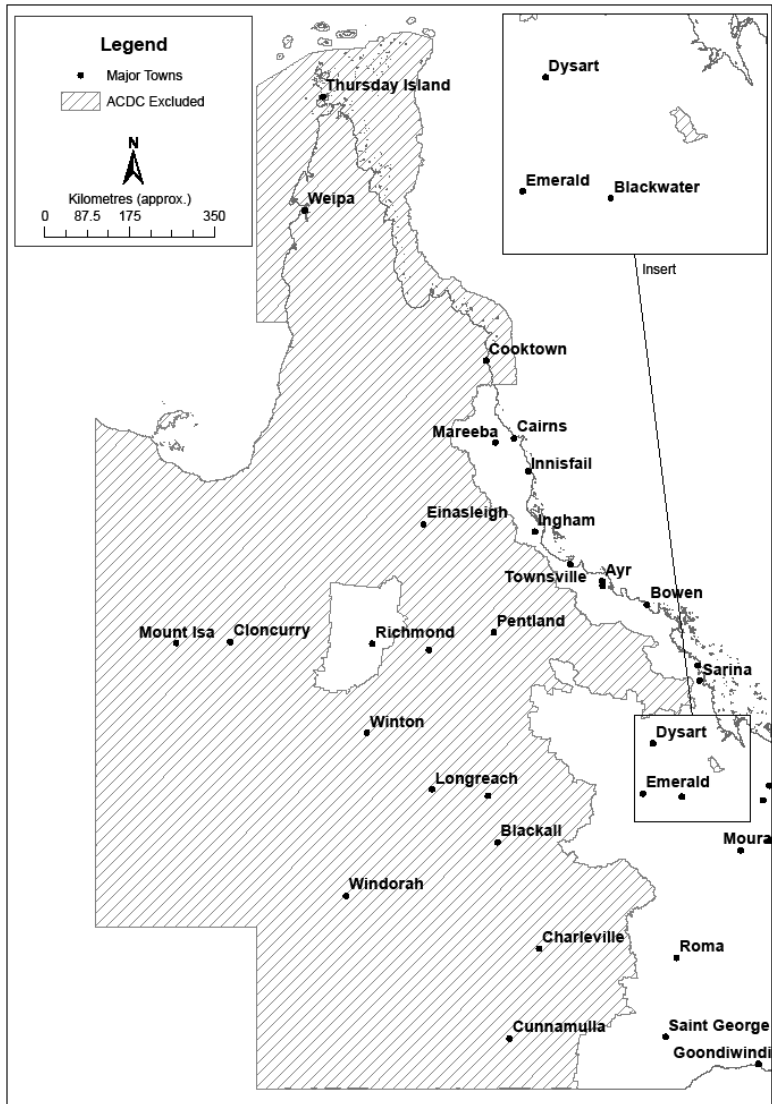 Legend
Major Towns
ACDC Excluded
N
Kilometres (approx.)
0 87.5 175 350
Dysart
Emerald
Blackwater
Insert
Thursday Island
Weipa
Cooktown
Cairns
Mareeba
Innisfail
Einasleigh
Ingham
Townsville
Ayr
Bowen
Mount Isa
Cloncurry
Richmond
Pentland
Sarina
Winton
Dysart
Longreach
Emerald
Blackall
Moura
Windorah
Charleville
Roma
Cunnamulla
Saint George
Goondiwindi